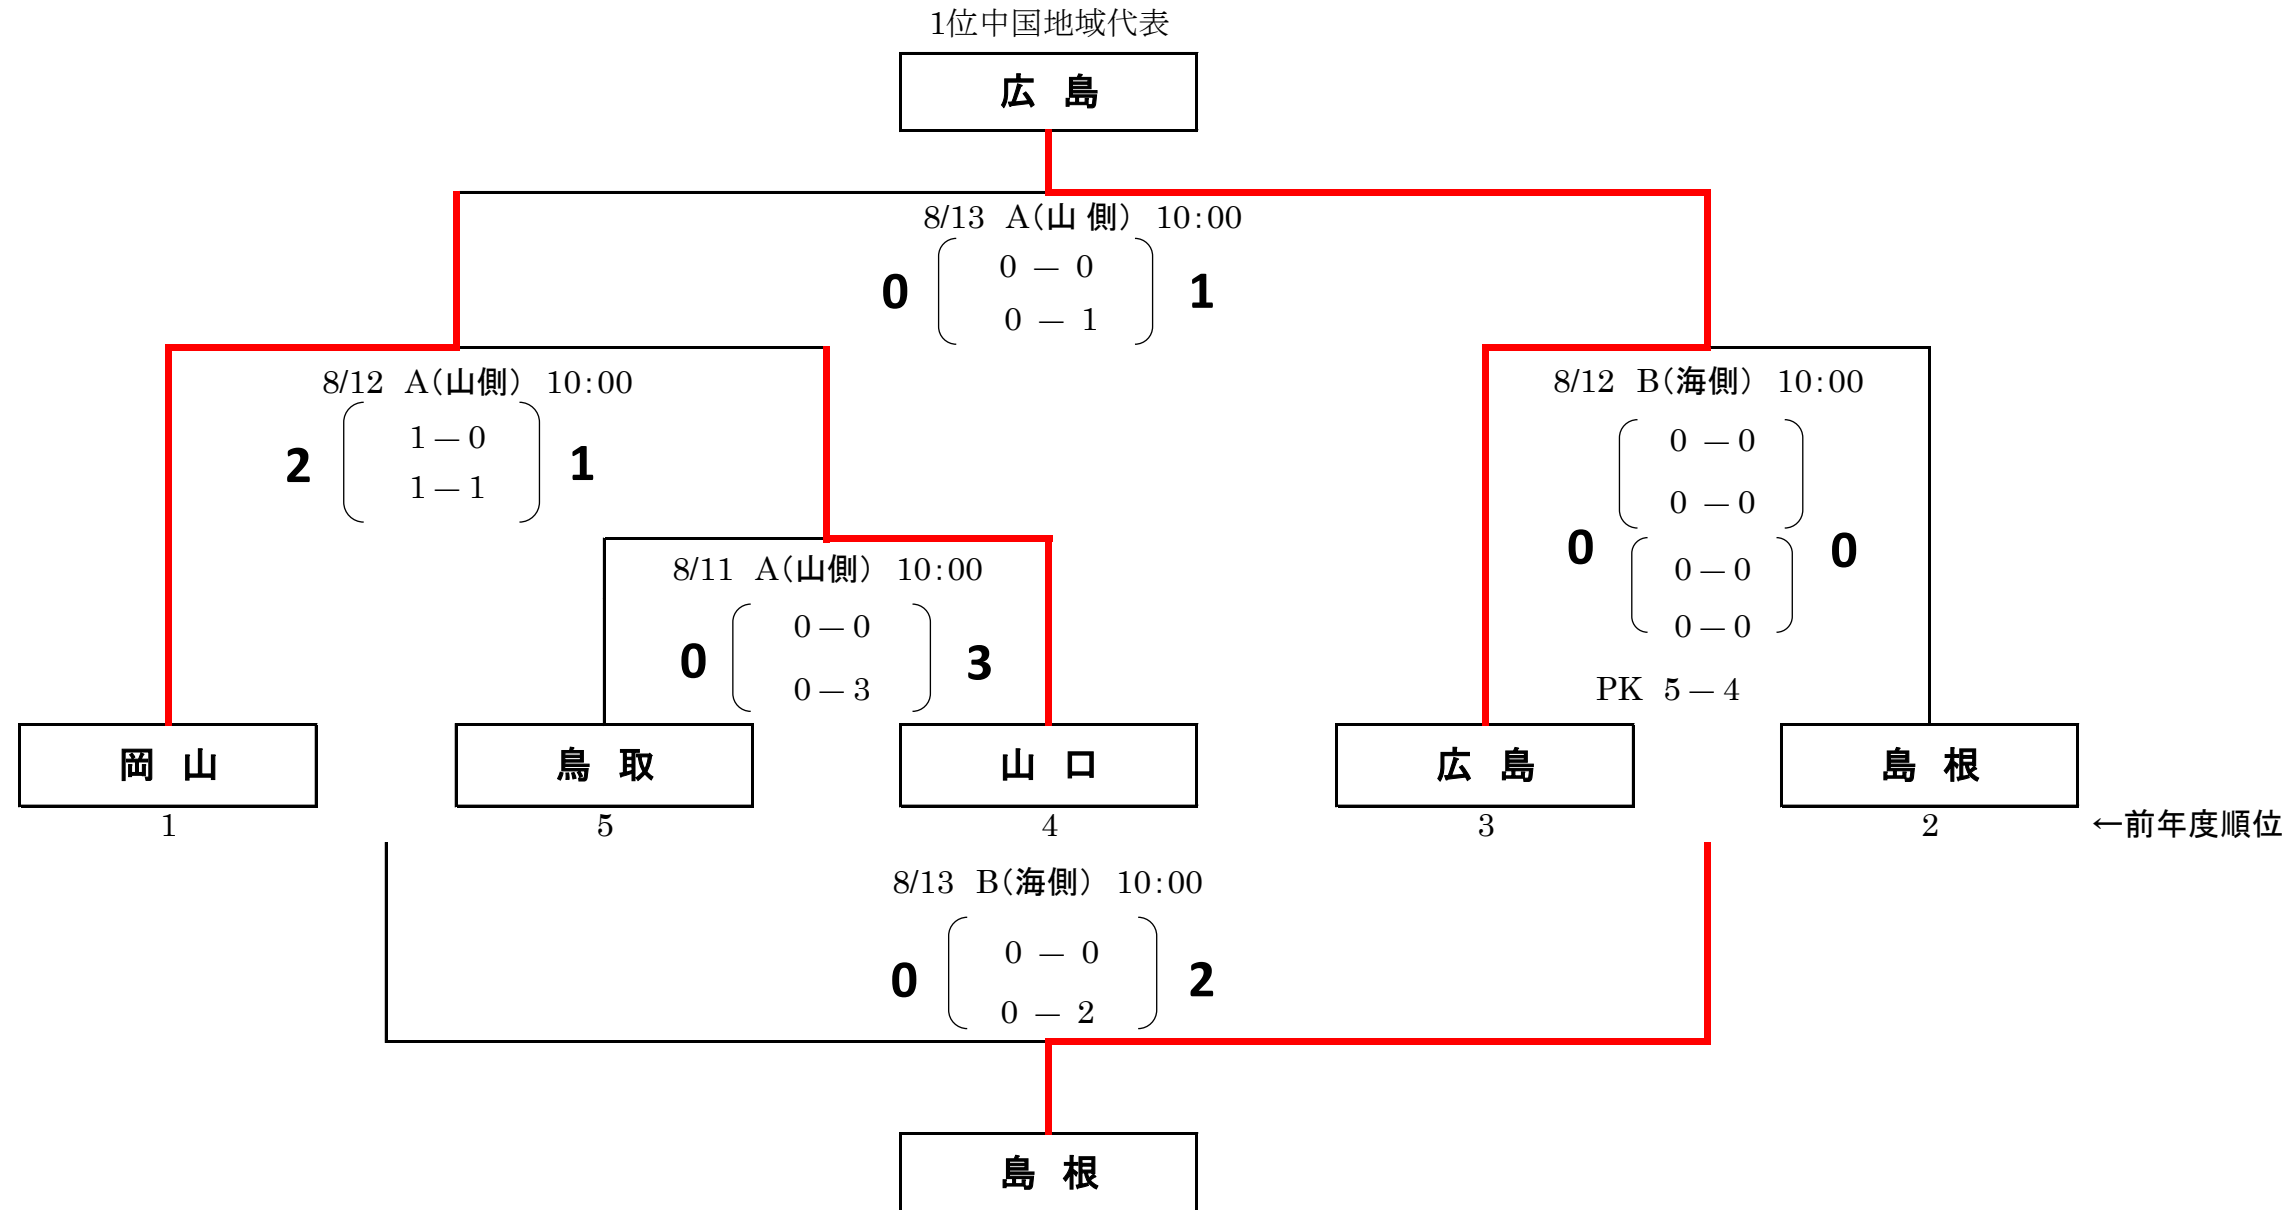 1位中国地域代表
広 島
8/13 A(山 側) 10:00
0 0 − 0 1
0 − 1
8/12 A(山側) 10:00
2 1 − 0 1
1 − 1
8/12 B(海側) 10:00
0 − 0
0 − 0
0 0
0 − 0
0 − 0
PK 5 − 4
8/11 A(山側) 10:00
0 0 − 0 3
0 − 3
岡 山 鳥 取 山 口 広 島 島 根
1 5 4 3 2 ←前年度順位
8/13 B(海側) 10:00
0 0 − 0 2
0 − 2
島 根